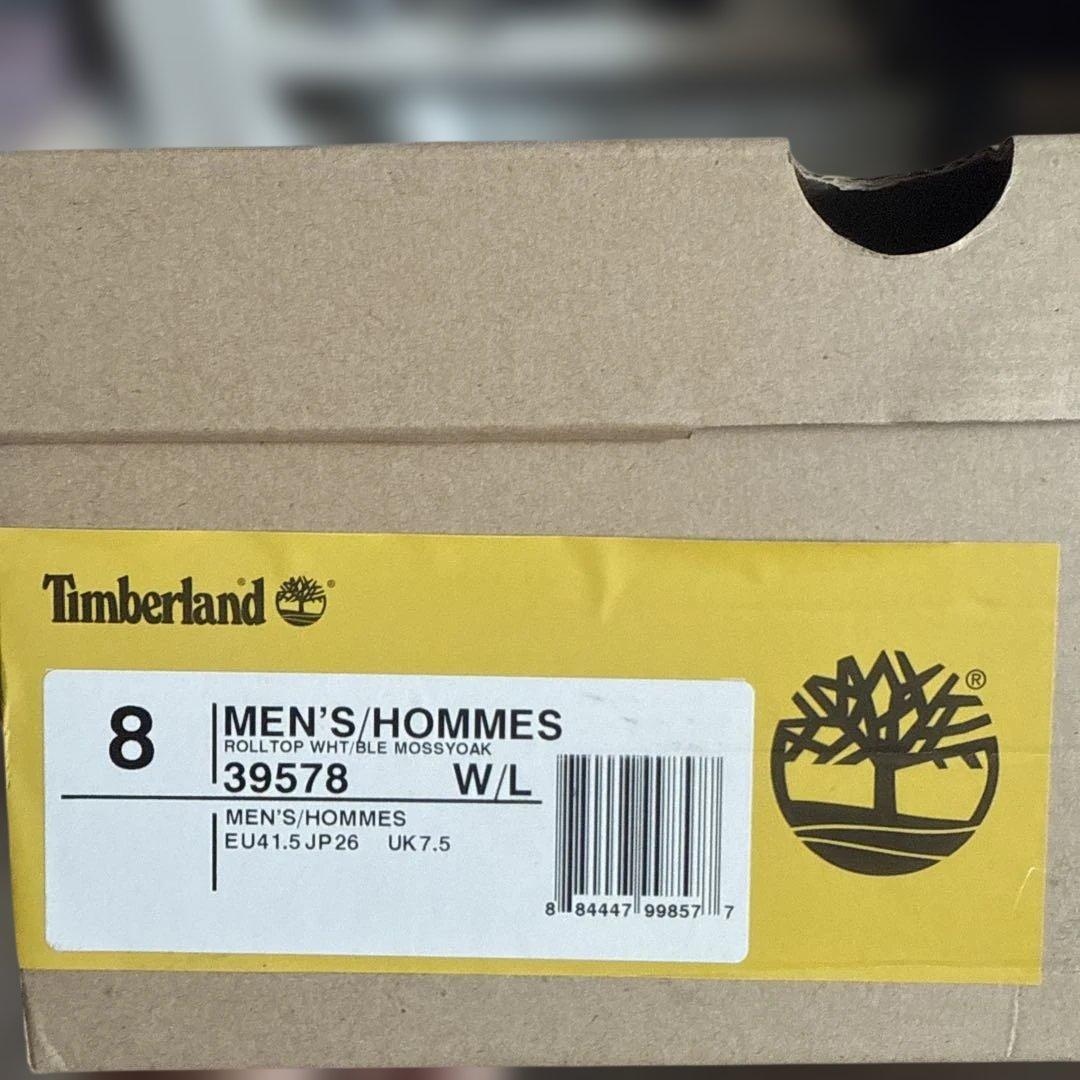 Timberland® ®
®
8
MEN'S/HOMMES
ROLLTOP WHT/BLE MOSSYOAK
39578 W/L
MEN'S/HOMMES
EU41.5 JP26 UK7.5
8 84447 99857 7